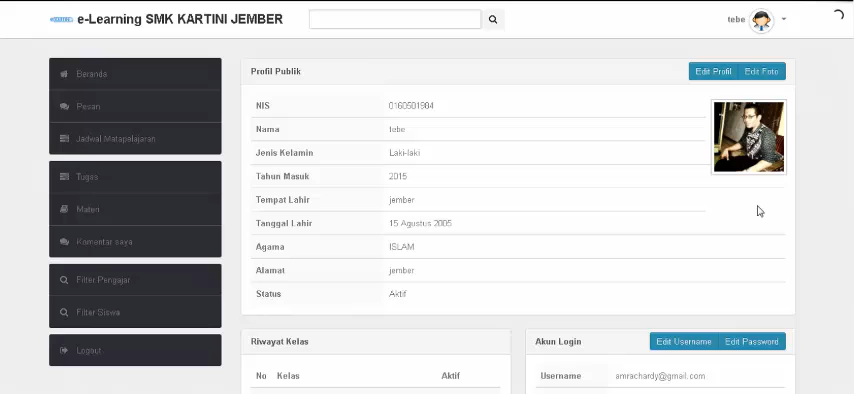 e-Learning SMK KARTINI JEMBER
tebe
Beranda
Pesan
Jadwal Matapelajaran
Tugas
Materi
Komentar saya
Filter Pengajar
Filter Siswa
Logout
Profil Publik
Edit Profil Edit Foto
NIS 0160501904
Nama tebe
Jenis Kelamin Laki-laki
Tahun Masuk 2015
Tempat Lahir jember
Tanggal Lahir 15 Agustus 2005
Agama ISLAM
Alamat jember
Status Aktif
Riwayat Kelas
No Kelas Aktif
Akun Login
Edit Username Edit Password
Username amrachardy@gmail.com